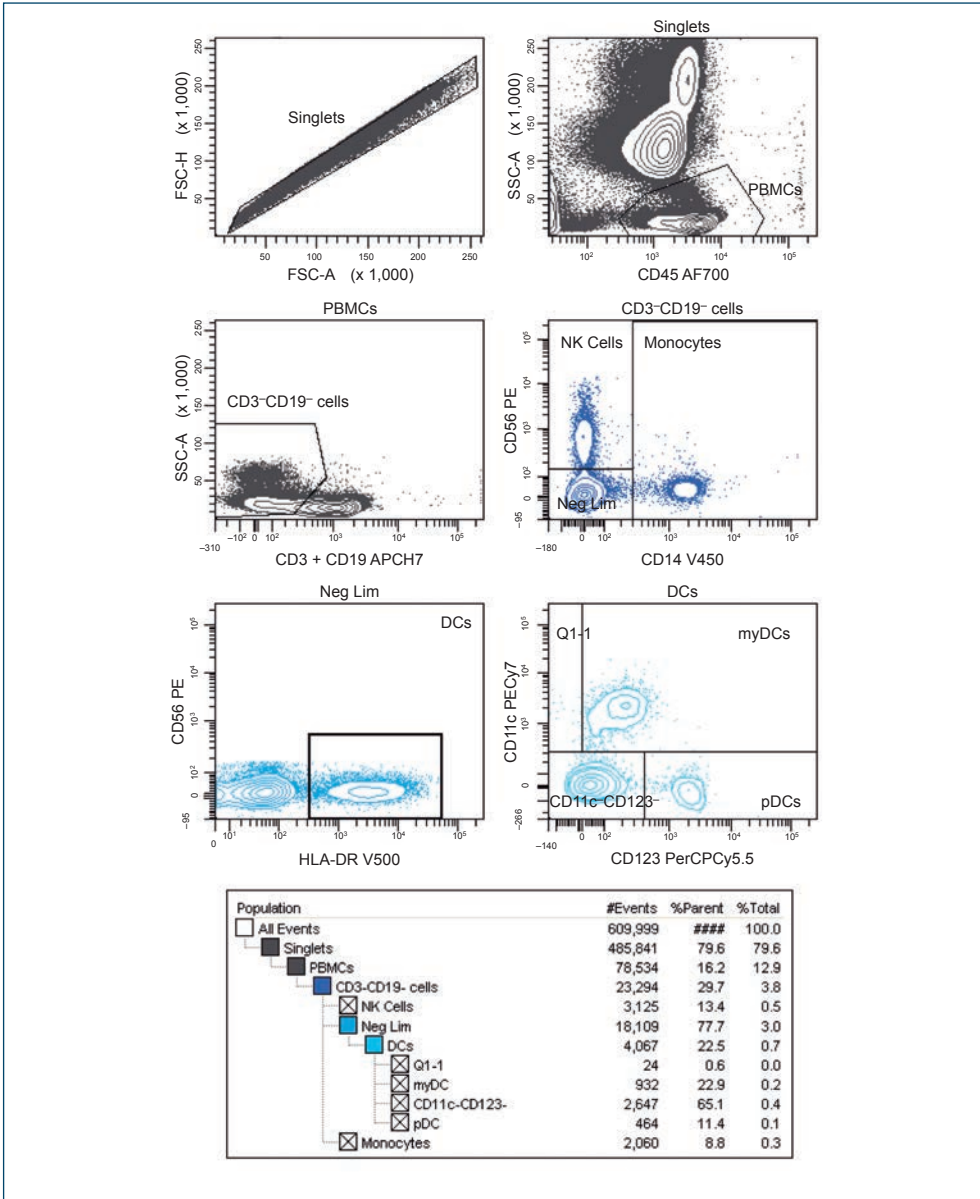 Singlets
FSC-H (x 1,000)
250
200
150
100
50
Singlets
50
100
150
200
250
FSC-A (x 1,000)
Singlets
SSC-A (x 1,000)
250
200
150
100
50
PBMCs
10²
10³
10⁴
10⁵
CD45 AF700
PBMCs
SSC-A (x 1,000)
250
200
150
100
50
CD3⁻CD19⁻ cells
−310
−10²
0
10²
10³
10⁴
10⁵
CD3 + CD19 APCH7
CD3⁻CD19⁻ cells
CD56 PE
10⁵
10⁴
10³
10²
0
−95
NK Cells
Monocytes
Neg Lim
−180
0
10²
10³
10⁴
10⁵
CD14 V450
Neg Lim
CD56 PE
10⁵
10⁴
10³
10²
0
−95
DCs
0
10¹
10²
10³
10⁴
10⁵
HLA-DR V500
DCs
CD11c PECy7
10⁵
10⁴
10³
0
−266
Q1-1
myDCs
CD11c⁻CD123⁻
pDCs
−140
0
10²
10³
10⁴
10⁵
CD123 PerCPCy5.5
Population #Events %Parent %Total
All Events 609,999 #### 100.0
Singlets 485,841 79.6 79.6
PBMCs 78,534 16.2 12.9
CD3-CD19- cells 23,294 29.7 3.8
NK Cells 3,125 13.4 0.5
Neg Lim 18,109 77.7 3.0
DCs 4,067 22.5 0.7
Q1-1 24 0.6 0.0
myDC 932 22.9 0.2
CD11c-CD123- 2,647 65.1 0.4
pDC 464 11.4 0.1
Monocytes 2,060 8.8 0.3